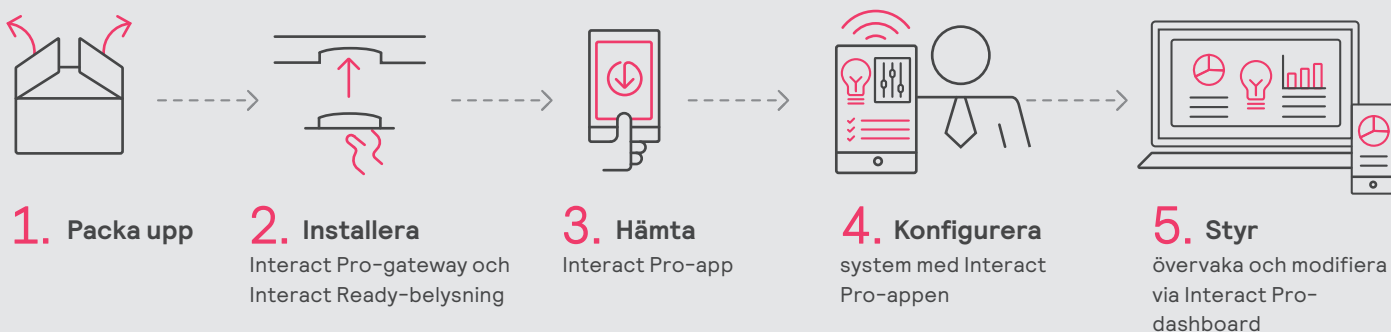 1. Packa upp
2. Installera
Interact Pro-gateway och
Interact Ready-belysning
3. Hämta
Interact Pro-app
4. Konfigurera
system med Interact
Pro-appen
5. Styr
övervaka och modifiera
via Interact Pro-
dashboard